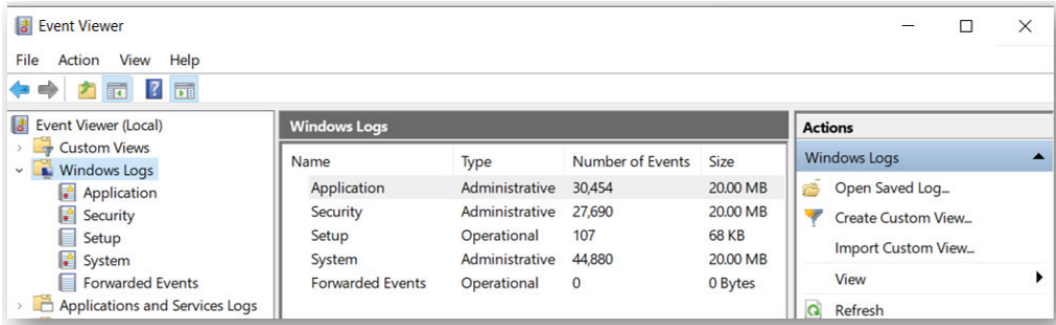 Event Viewer
File Action View Help
Event Viewer (Local)
Custom Views
Windows Logs
Application
Security
Setup
System
Forwarded Events
Applications and Services Logs
Windows Logs
Name Type Number of Events Size
Application Administrative 30,454 20.00 MB
Security Administrative 27,690 20.00 MB
Setup Operational 107 68 KB
System Administrative 44,880 20.00 MB
Forwarded Events Operational 0 0 Bytes
Actions
Windows Logs
Open Saved Log...
Create Custom View...
Import Custom View...
View
Refresh